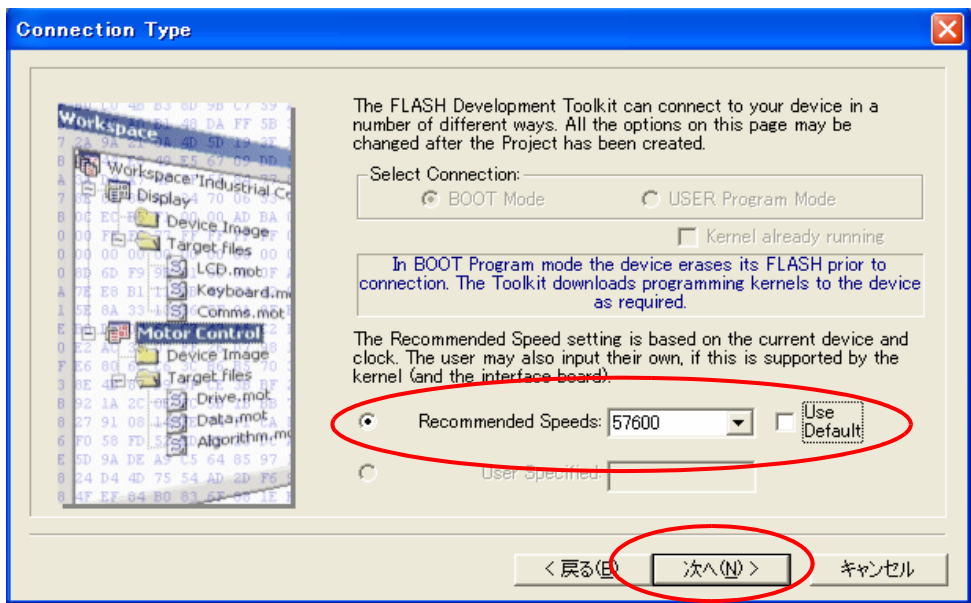 Connection Type
The FLASH Development Toolkit can connect to your device in a
number of different ways. All the options on this page may be
changed after the Project has been created.
Select Connection:
BOOT Mode
USER Program Mode
Kernel already running
In BOOT Program mode the device erases its FLASH prior to
connection. The Toolkit downloads programming kernels to the device
as required.
The Recommended Speed setting is based on the current device and
clock. The user may also input their own, if this is supported by the
kernel (and the interface board).
Recommended Speeds: 57600
Use
Default
User Specified:
Workspace
Workspace 'Industrial
Display
Device Image
Target files
LCD.mot
Keyboard.m
Comms.mot
Motor Control
Device Image
Target files
Drive.mot
Data.mot
Algorithm.m
< 戻る(B)
次へ(N) >
キャンセル